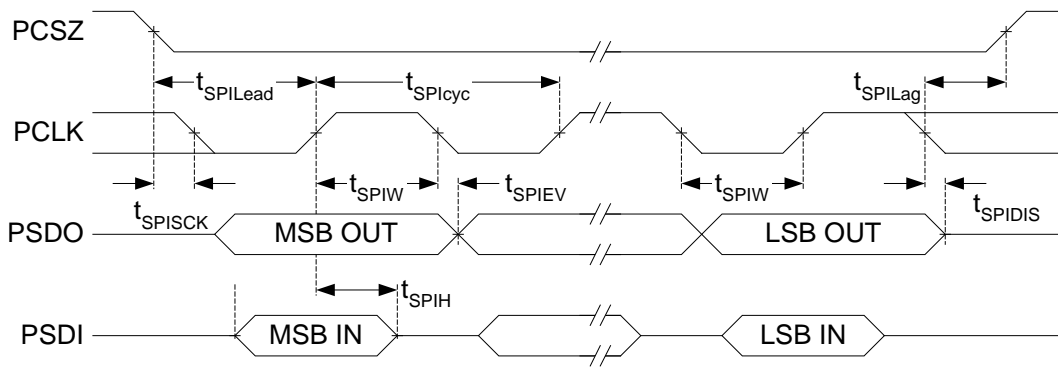 PCSZ
tSPILead
tSPIcyc
tSPILag
PCLK
tSPIW
tSPIEV
tSPIW
tSPISCK
tSPIDIS
PSDO
MSB OUT
LSB OUT
tSPIH
PSDI
MSB IN
LSB IN